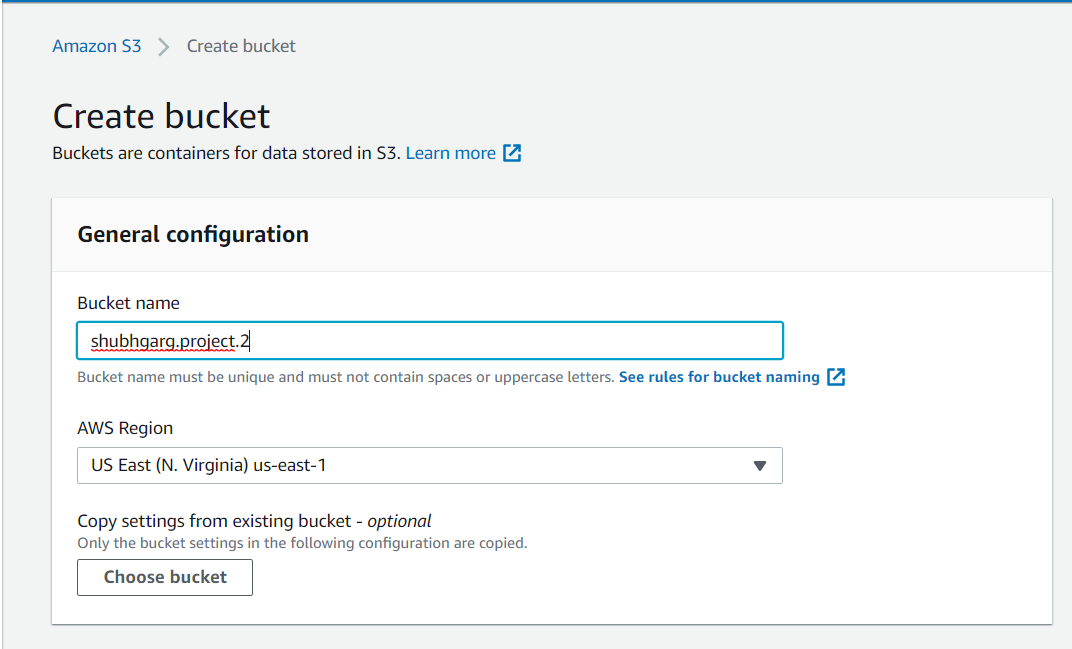 Amazon S3 > Create bucket
Create bucket
Buckets are containers for data stored in S3. Learn more
General configuration
Bucket name
shubhgarg.project.2
Bucket name must be unique and must not contain spaces or uppercase letters. See rules for bucket naming
AWS Region
US East (N. Virginia) us-east-1
Copy settings from existing bucket - optional
Only the bucket settings in the following configuration are copied.
Choose bucket